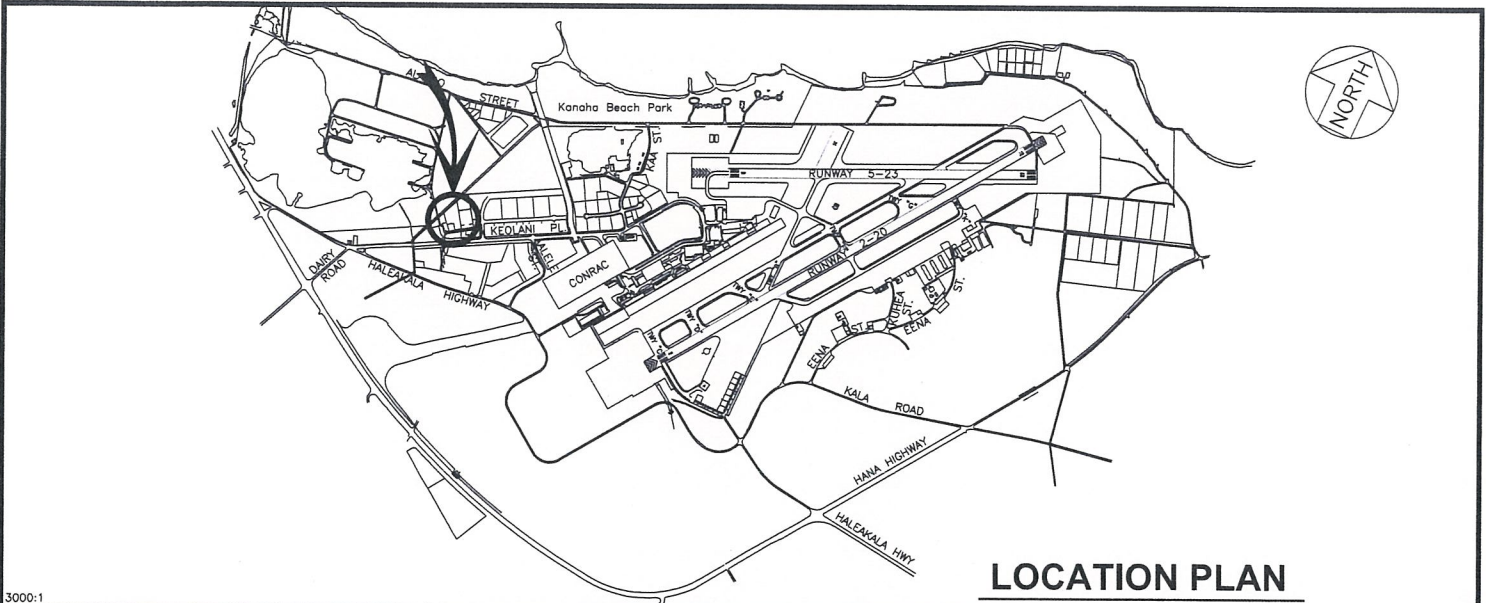 NORTH
STREET
Kanaha Beach Park
KAA ST.
RUNWAY 5-23
KEOLANI PL.
RUNWAY 2-20
DAIRY ROAD
HALEAKALA HIGHWAY
CONRAC
EENA ST.
EENA ST.
KALA ROAD
HANA HIGHWAY
HALEAKALA HWY
LOCATION PLAN
3000:1